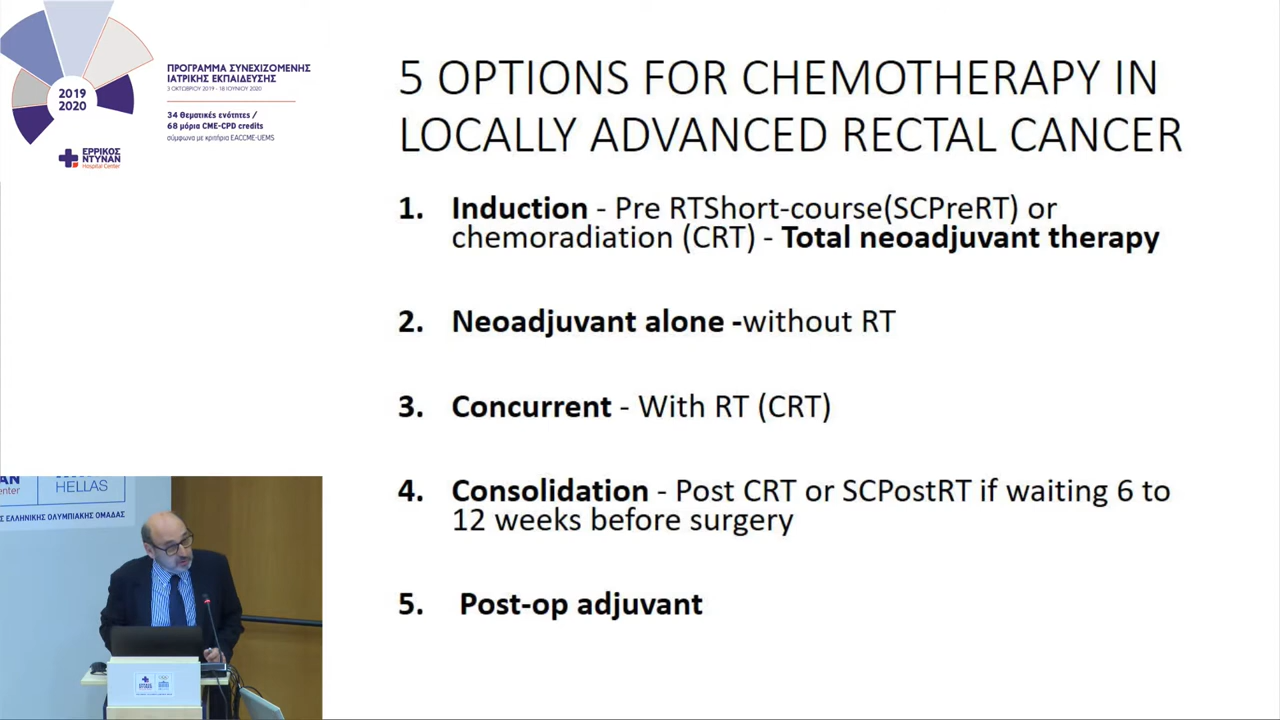 2019
2020
ΠΡΟΓΡΑΜΜΑ ΣΥΝΕΧΙΖΟΜΕΝΗΣ
ΙΑΤΡΙΚΗΣ ΕΚΠΑΙΔΕΥΣΗΣ
3 ΟΚΤΩΒΡΙΟΥ 2019 - 18 ΙΟΥΝΙΟΥ 2020
34 θεματικές ενότητες /
68 μόρια CME-CPD credits
σύμφωνα με κριτήρια EACCME-UEMS
ΕΡΡΙΚΟΣ
ΝΤΥΝΑΝ
Hospital Center
5 OPTIONS FOR CHEMOTHERAPY IN
LOCALLY ADVANCED RECTAL CANCER
1. Induction - Pre RTShort-course(SCPreRT) or
chemoradiation (CRT) - Total neoadjuvant therapy
2. Neoadjuvant alone -without RT
3. Concurrent - With RT (CRT)
4. Consolidation - Post CRT or SCPostRT if waiting 6 to
12 weeks before surgery
5. Post-op adjuvant
ΑΝ
enter
HELLAS
Σ ΕΛΛΗΝΙΚΗΣ ΟΛΥΜΠΙΑΚΗΣ ΟΜΑΔΑΣ